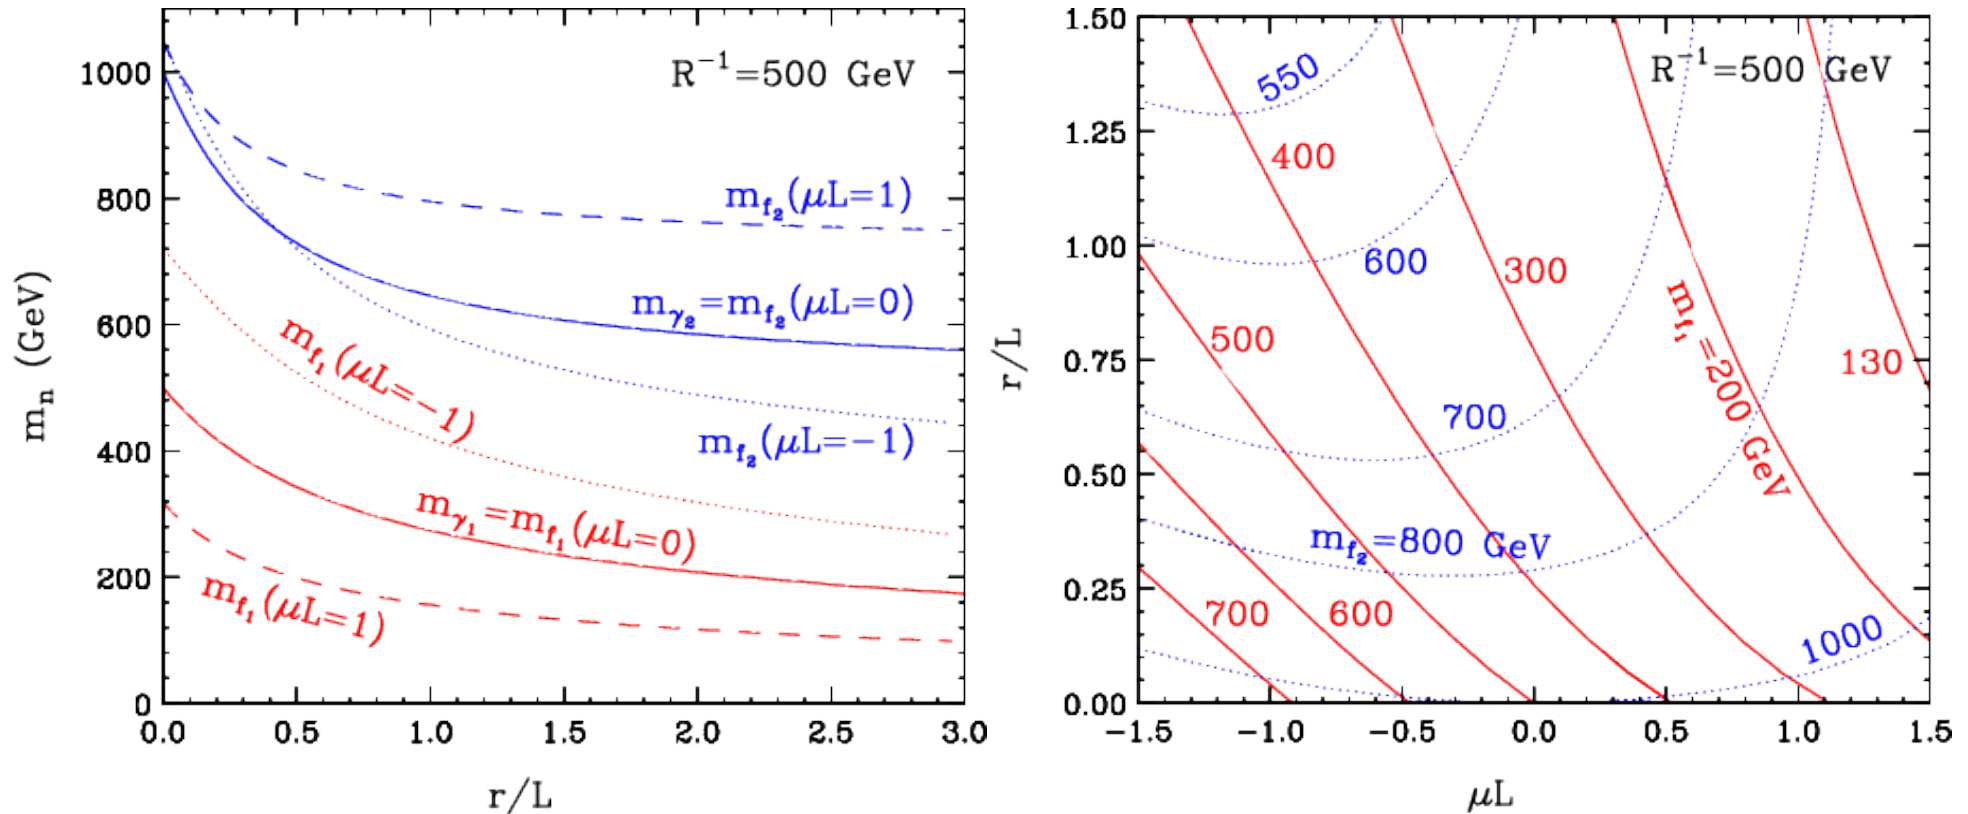 R⁻¹=500 GeV
m_f₂(μL=1)
m_γ₂=m_f₂(μL=0)
m_f₁(μL=−1)
m_f₂(μL=−1)
m_γ₁=m_f₁(μL=0)
m_f₁(μL=1)
1000
800
600
400
200
0
m_n (GeV)
0.0 0.5 1.0 1.5 2.0 2.5 3.0
r/L
R⁻¹=500 GeV
550
400
600
300
500
m_f₁=200 GeV
130
700
m_f₂=800 GeV
700
600
1000
1.50
1.25
1.00
0.75
0.50
0.25
0.00
r/L
−1.5 −1.0 −0.5 0.0 0.5 1.0 1.5
μL